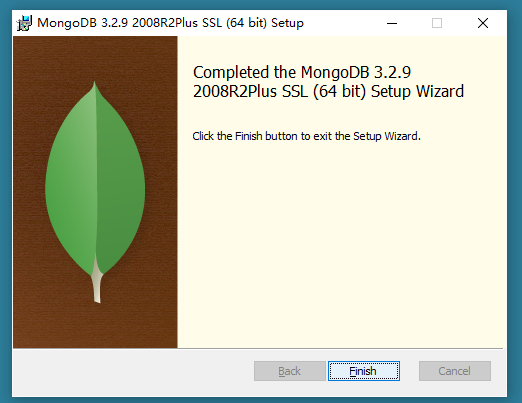 MongoDB 3.2.9 2008R2Plus SSL (64 bit) Setup
Completed the MongoDB 3.2.9
2008R2Plus SSL (64 bit) Setup Wizard
Click the Finish button to exit the Setup Wizard.
Back
Finish
Cancel